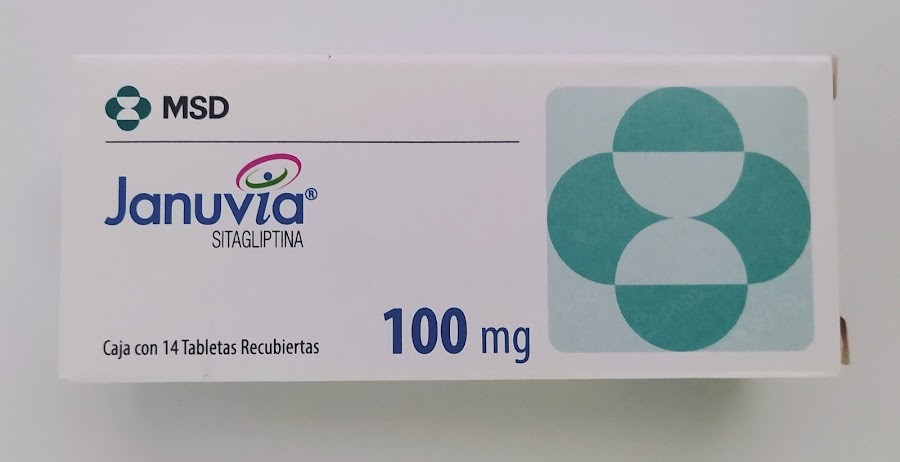 MSD
Januvia®
SITAGLIPTINA
100 mg
Caja con 14 Tabletas Recubiertas